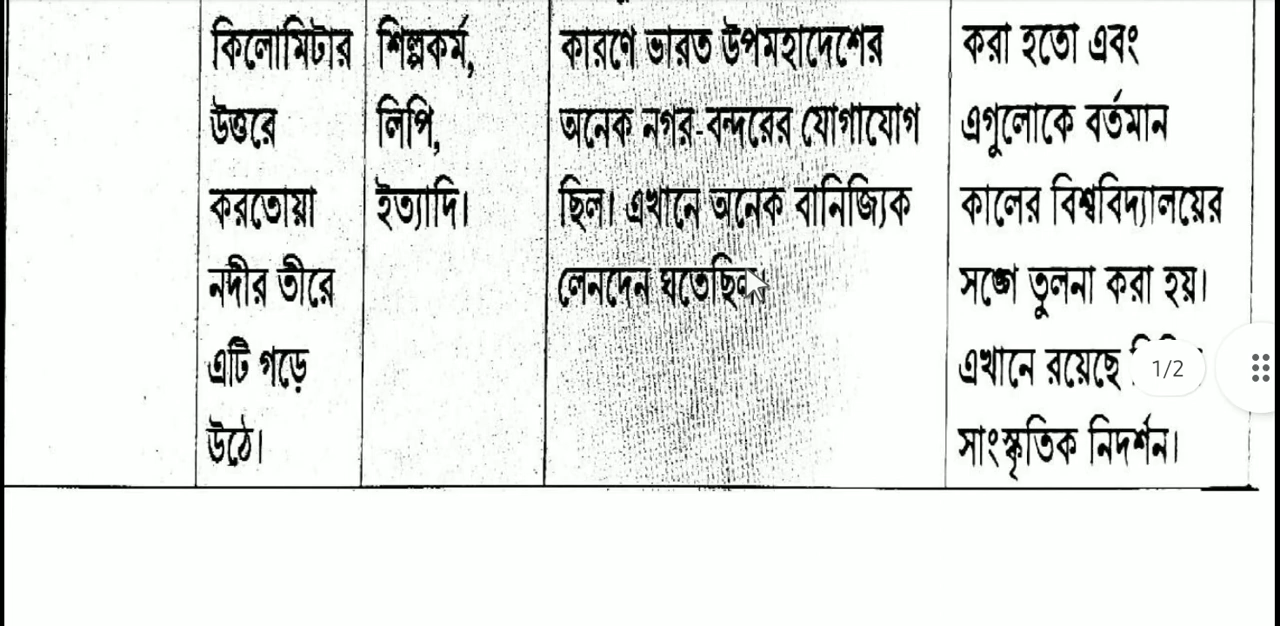 কিলোমিটার
উত্তরে
করতোয়া
নদীর তীরে
এটি গড়ে
উঠে।
শিল্পকর্ম,
লিপি,
ইত্যাদি।
কারণে ভারত উপমহাদেশের
অনেক নগর-বন্দরের যোগাযোগ
ছিল। এখানে অনেক বানিজ্যিক
লেনদেন ঘতেছিল।
করা হতো এবং
এগুলোকে বর্তমান
কালের বিশ্ববিদ্যালয়ের
সঙ্গে তুলনা করা হয়।
এখানে রয়েছে
সাংস্কৃতিক নিদর্শন।
1/2